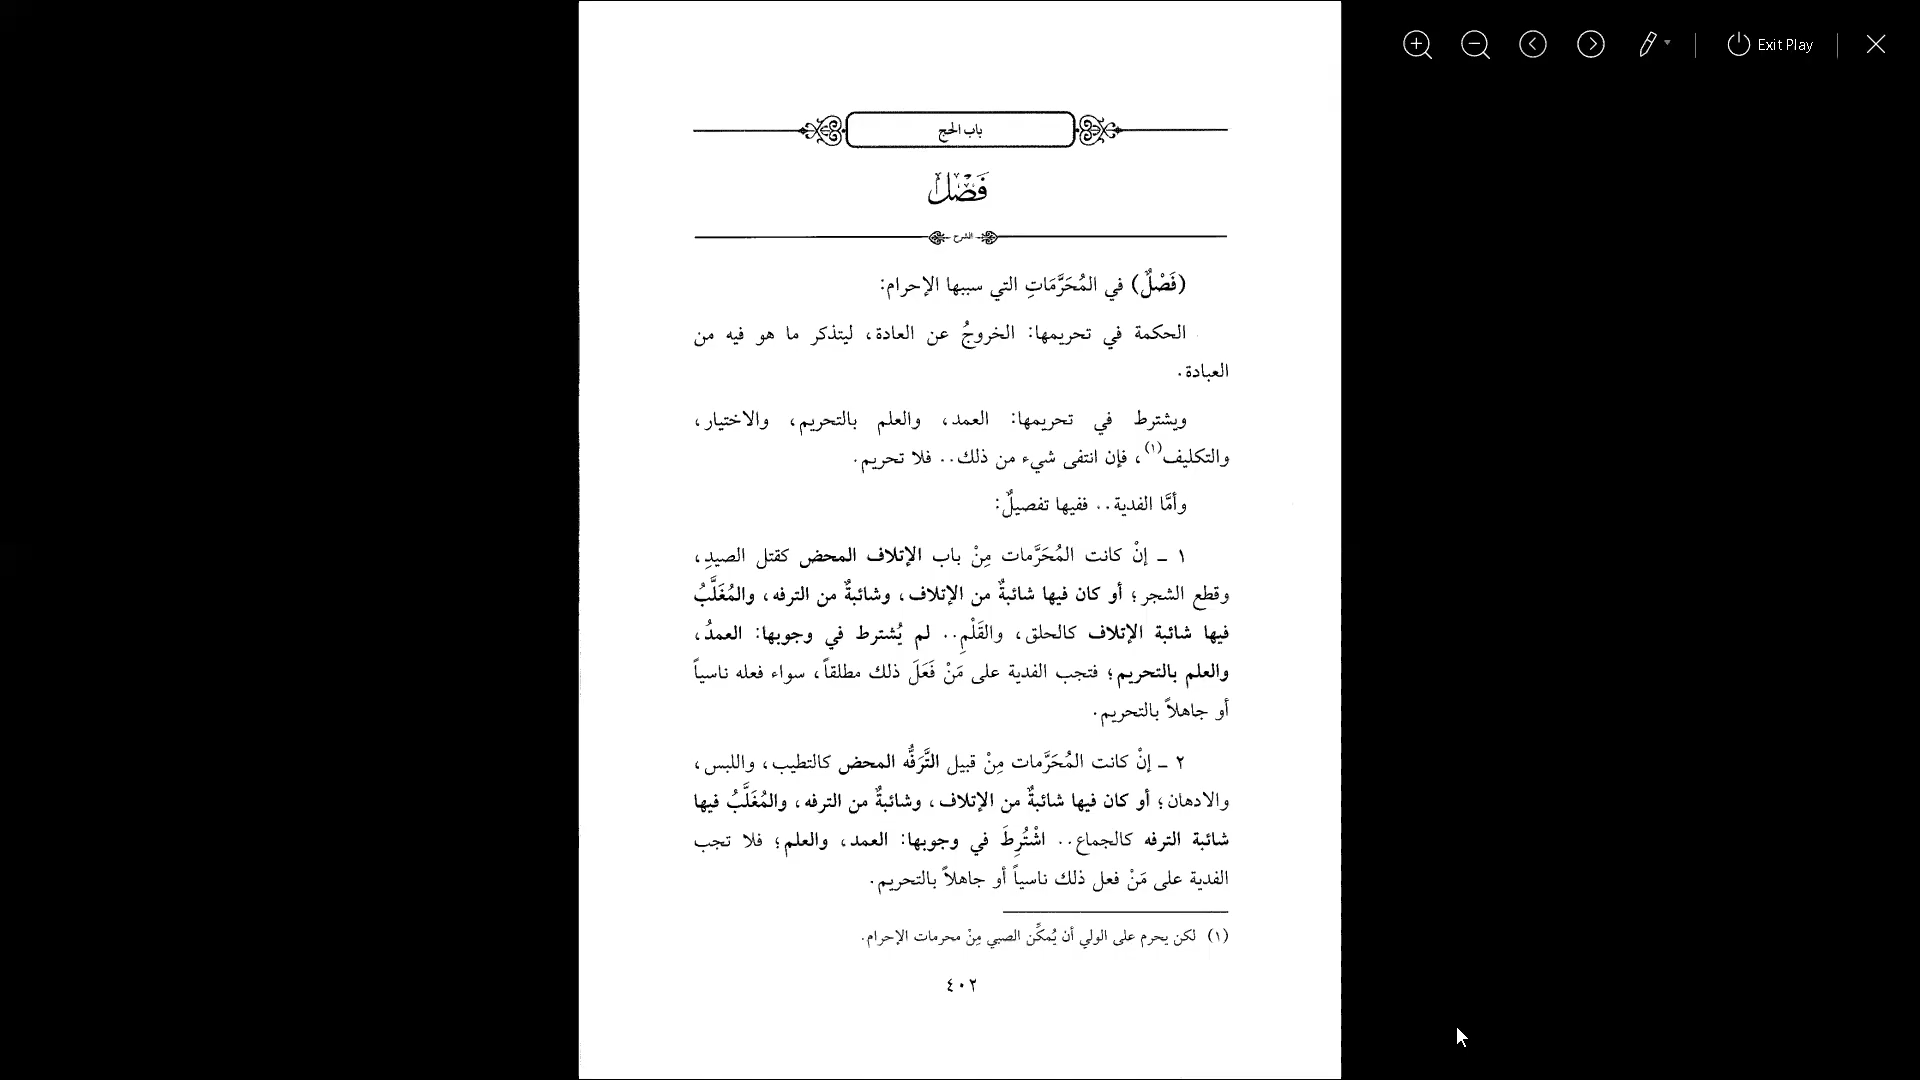 Exit Play
باب الحج
فَصْلٌ
الشرح
(فَصْلٌ) في المُحَرَّمَاتِ التي سببها الإحرام:
الحكمة في تحريمها: الخروجُ عن العادة، ليتذكر ما هو فيه من
العبادة.
ويشترط في تحريمها: العمد، والعلم بالتحريم، والاختيار،
والتكليف(١)، فإن انتفى شيء من ذلك.. فلا تحريم.
وأمَّا الفدية.. ففيها تفصيلٌ:
١ ـ إنْ كانت المُحَرَّمات مِنْ باب الإتلاف المحض كقتل الصيدِ،
وقطع الشجر؛ أو كان فيها شائبةٌ من الإتلاف، وشائبةٌ من الترفه، والمُغَلَّبُ
فيها شائبة الإتلاف كالحلق، والقَلْمِ.. لم يُشترط في وجوبها: العمدُ،
والعلم بالتحريم؛ فتجب الفدية على مَنْ فَعَلَ ذلك مطلقاً، سواء فعله ناسياً
أو جاهلاً بالتحريم.
٢ ـ إنْ كانت المُحَرَّمات مِنْ قبيل التَّرَفُّه المحض كالتطيب، واللبس،
والادهان؛ أو كان فيها شائبةٌ من الإتلاف، وشائبةٌ من الترفه، والمُغَلَّبُ فيها
شائبة الترفه كالجماع.. اشْتُرِطَ في وجوبها: العمد، والعلم؛ فلا تجب
الفدية على مَنْ فعل ذلك ناسياً أو جاهلاً بالتحريم.
(١) لكن يحرم على الولي أن يُمكِّن الصبي مِنْ محرمات الإحرام.
٤٠٢